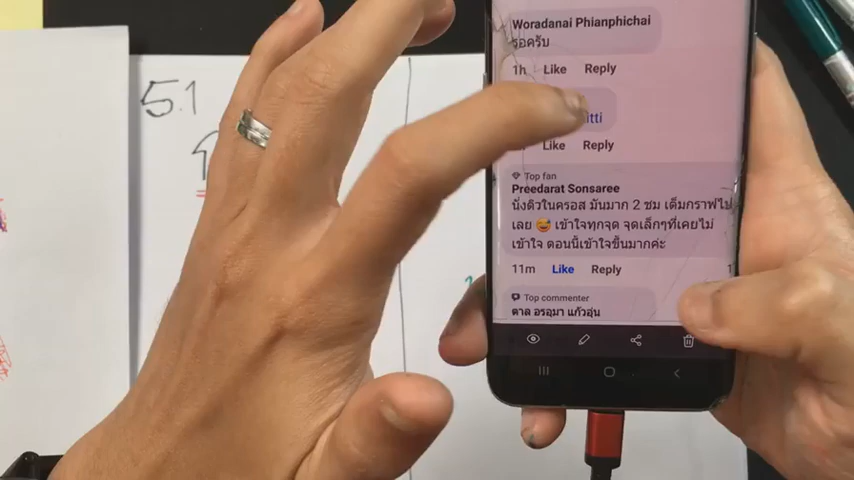 5.1
Woradanai Phianphichai
รอครับ
1h Like Reply
itti
Like Reply
Top fan
Preedarat Sonsaree
นั่งติวในครอส มันมาก 2 ชม เต็มกราฟไป
เลย 😅 เข้าใจทุกจุด จุดเล็กๆที่เคยไม่
เข้าใจ ตอนนี้เข้าใจขึ้นมากค่ะ
11m Like Reply 1
Top commenter
ตาล อรอุมา แก้วอุ่น